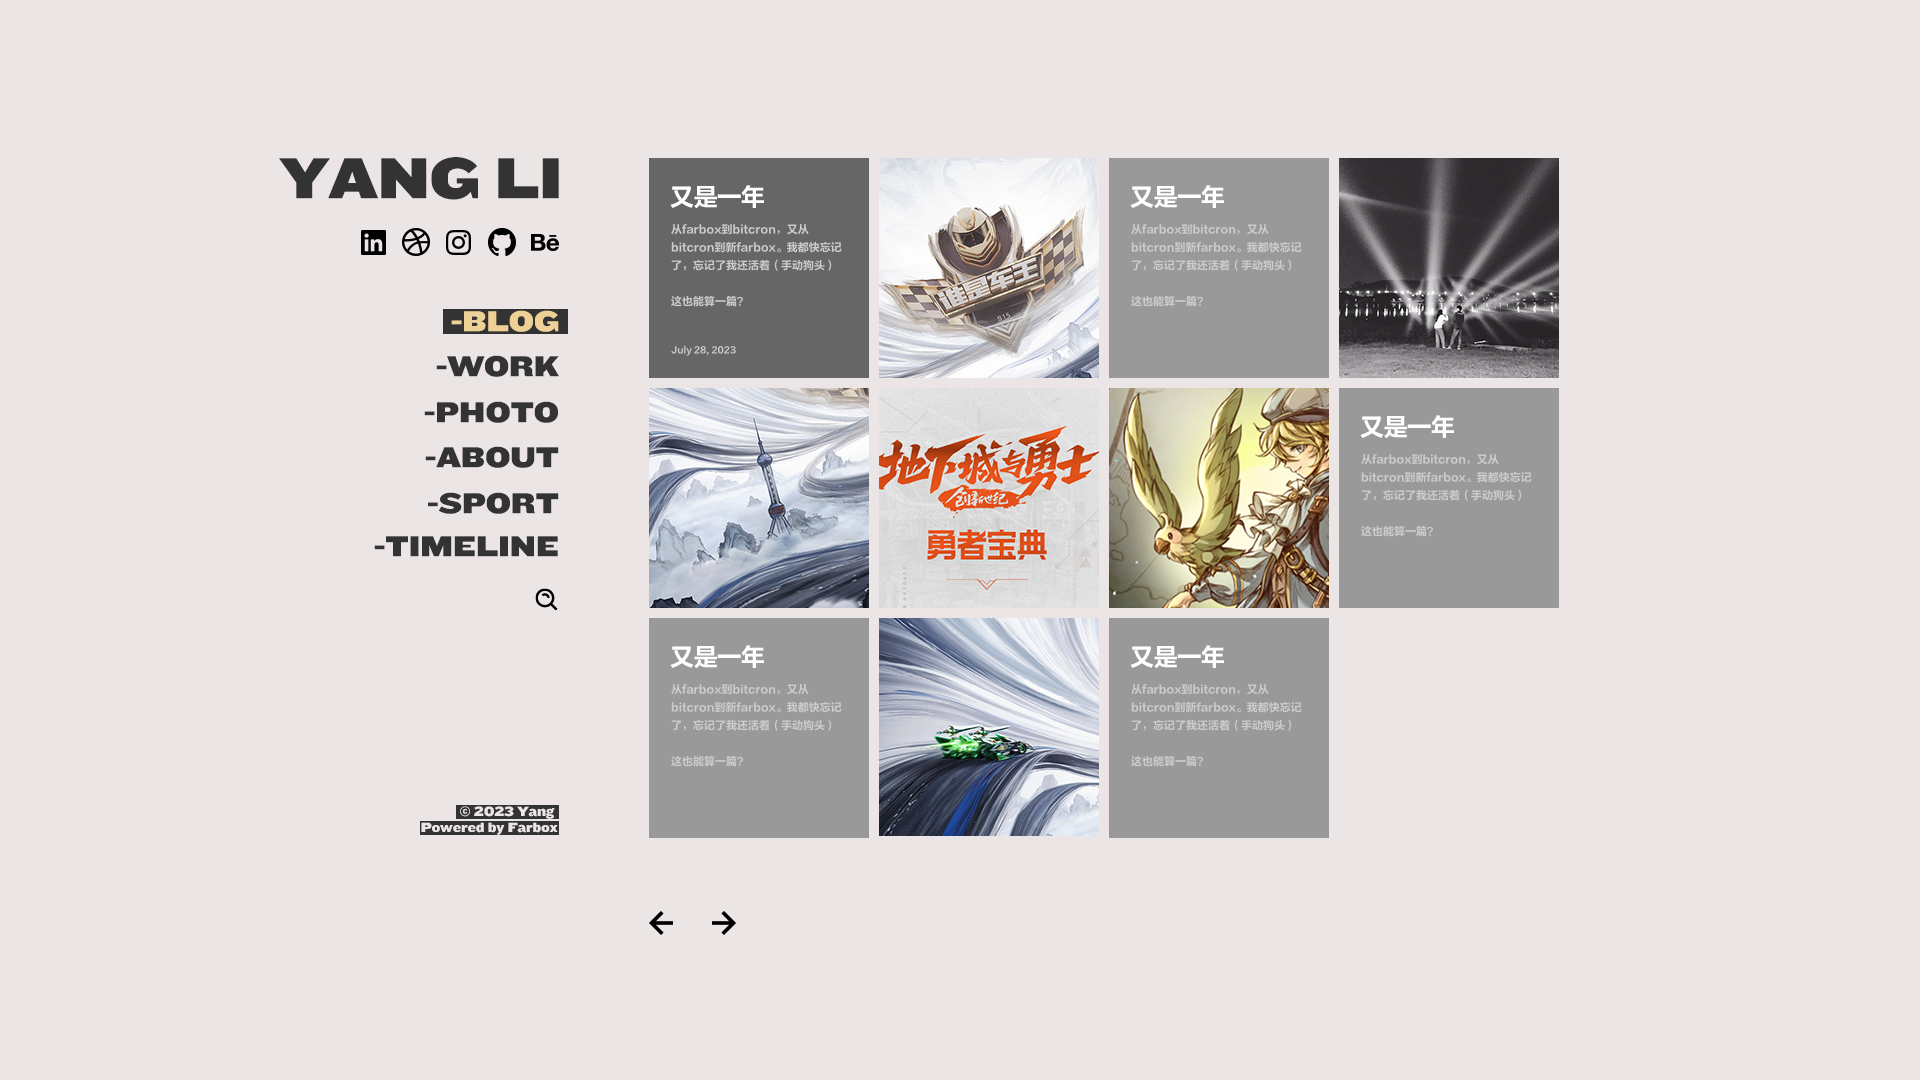 YANG LI
in
Bē
-BLOG
-WORK
-PHOTO
-ABOUT
-SPORT
-TIMELINE
© 2023 Yang
Powered by Farbox
又是一年
从farbox到bitcron，又从
bitcron到新farbox。我都快忘记
了，忘记了我还活着（手动狗头）
这也能算一篇？
July 28, 2023
谁是车王
S15
又是一年
从farbox到bitcron，又从
bitcron到新farbox。我都快忘记
了，忘记了我还活着（手动狗头）
这也能算一篇？
地下城与勇士
创新世纪
勇者宝典
又是一年
从farbox到bitcron，又从
bitcron到新farbox。我都快忘记
了，忘记了我还活着（手动狗头）
这也能算一篇？
又是一年
从farbox到bitcron，又从
bitcron到新farbox。我都快忘记
了，忘记了我还活着（手动狗头）
这也能算一篇？
又是一年
从farbox到bitcron，又从
bitcron到新farbox。我都快忘记
了，忘记了我还活着（手动狗头）
这也能算一篇？